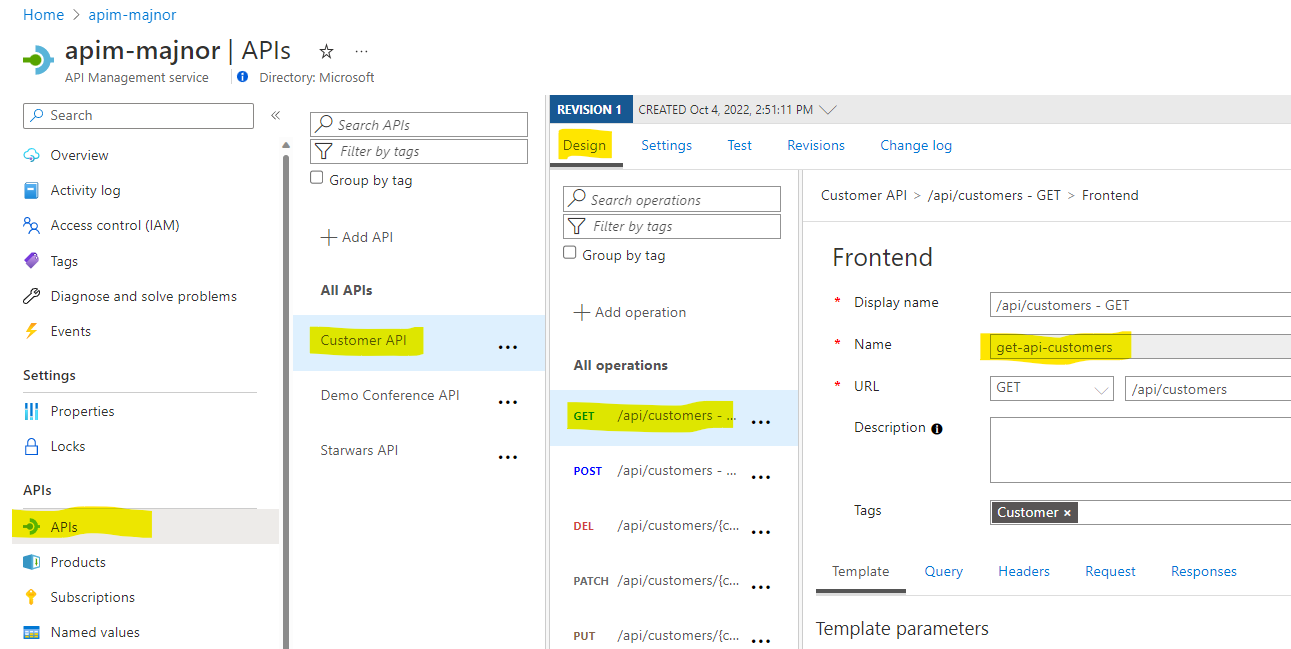 Home > apim-majnor
apim-majnor | APIs ☆ ...
API Management service Directory: Microsoft
Search «
Overview
Activity log
Access control (IAM)
Tags
Diagnose and solve problems
Events
Settings
Properties
Locks
APIs
APIs
Products
Subscriptions
Named values
Search APIs
Filter by tags
Group by tag
+ Add API
All APIs
Customer API ...
Demo Conference API ...
Starwars API ...
REVISION 1 CREATED Oct 4, 2022, 2:51:11 PM
Design Settings Test Revisions Change log
Search operations
Filter by tags
Group by tag
+ Add operation
All operations
GET /api/customers - ... ...
POST /api/customers - ... ...
DEL /api/customers/{c... ...
PATCH /api/customers/{c... ...
PUT /api/customers/{c... ...
Customer API > /api/customers - GET > Frontend
Frontend
* Display name /api/customers - GET
* Name get-api-customers
* URL GET /api/customers
Description
Tags Customer ×
Template Query Headers Request Responses
Template parameters